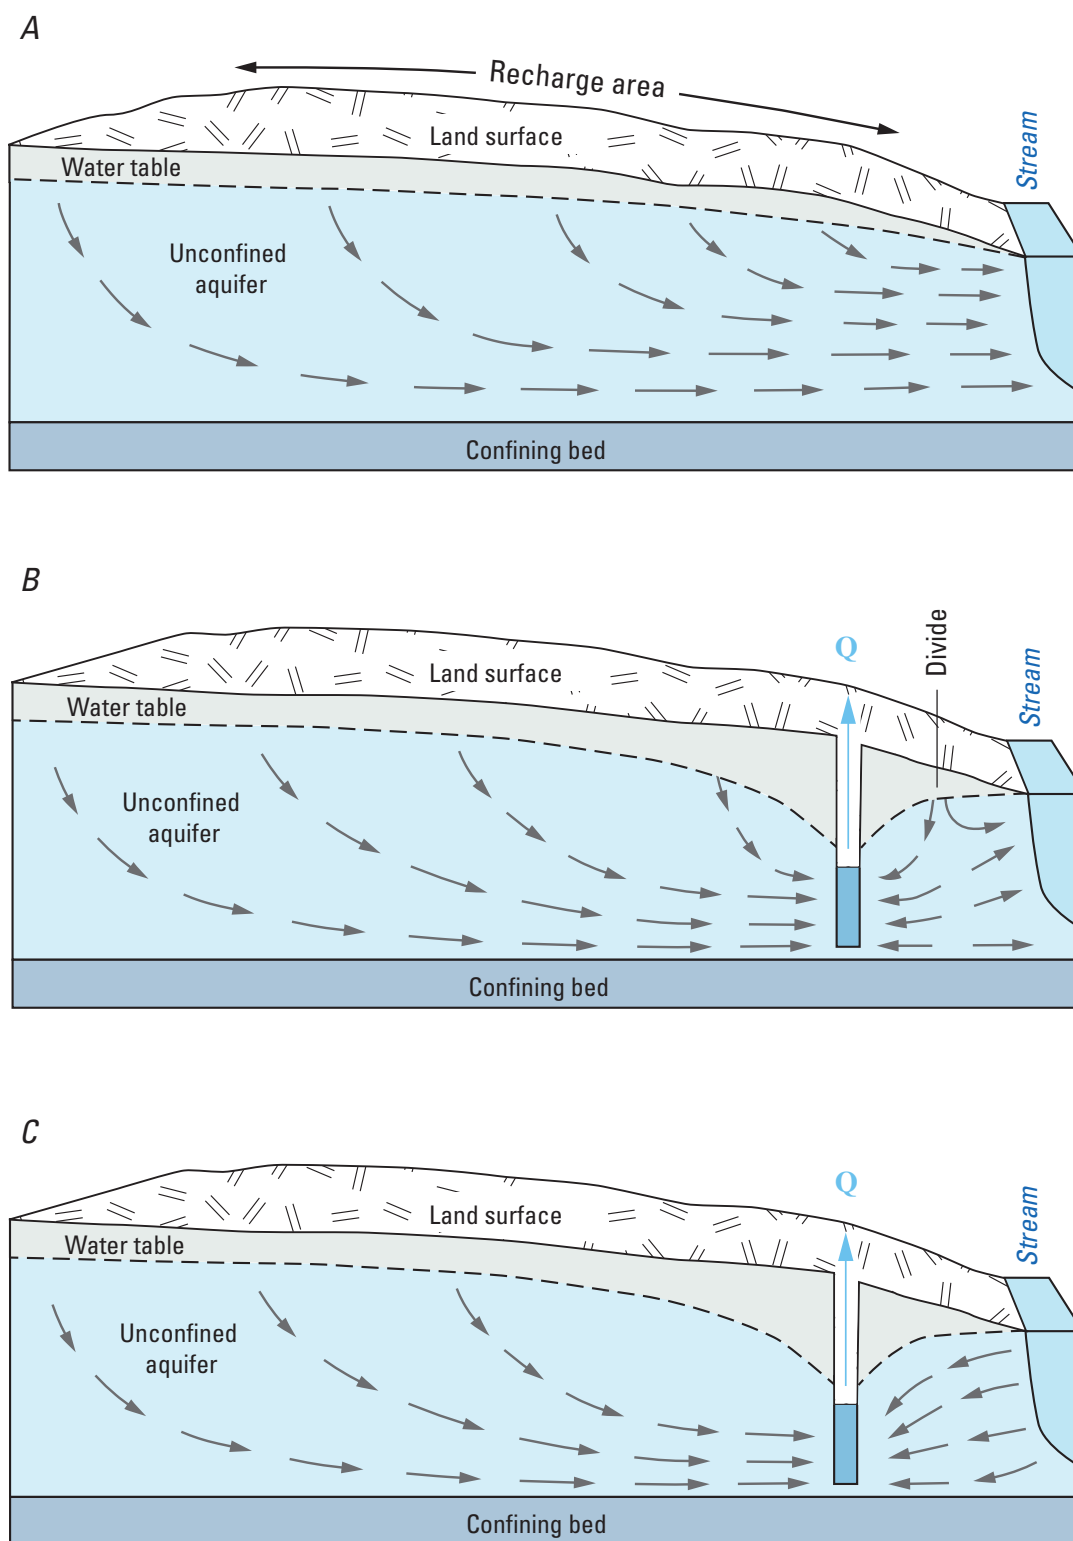 A
Recharge area
Land surface
Stream
Water table
Unconfined
aquifer
Confining bed
B
Q
Divide
Stream
Land surface
Water table
Unconfined
aquifer
Confining bed
C
Q
Stream
Land surface
Water table
Unconfined
aquifer
Confining bed